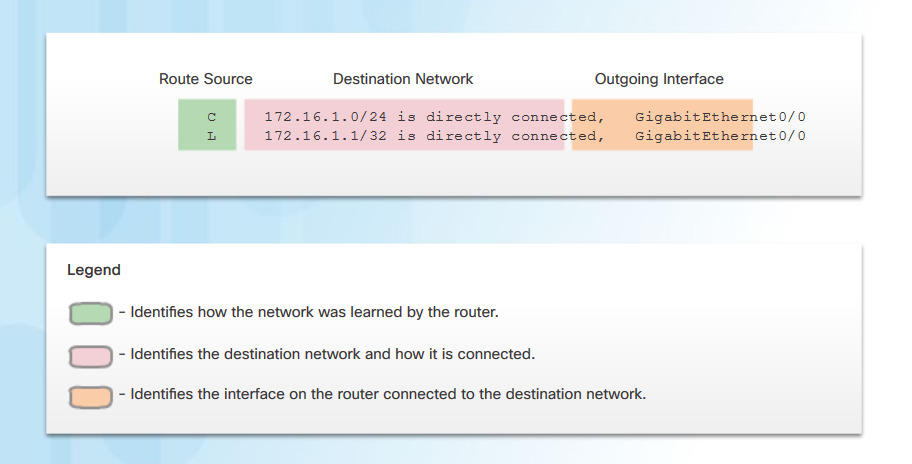 Route Source Destination Network Outgoing Interface
C 172.16.1.0/24 is directly connected, GigabitEthernet0/0
L 172.16.1.1/32 is directly connected, GigabitEthernet0/0
Legend
- Identifies how the network was learned by the router.
- Identifies the destination network and how it is connected.
- Identifies the interface on the router connected to the destination network.